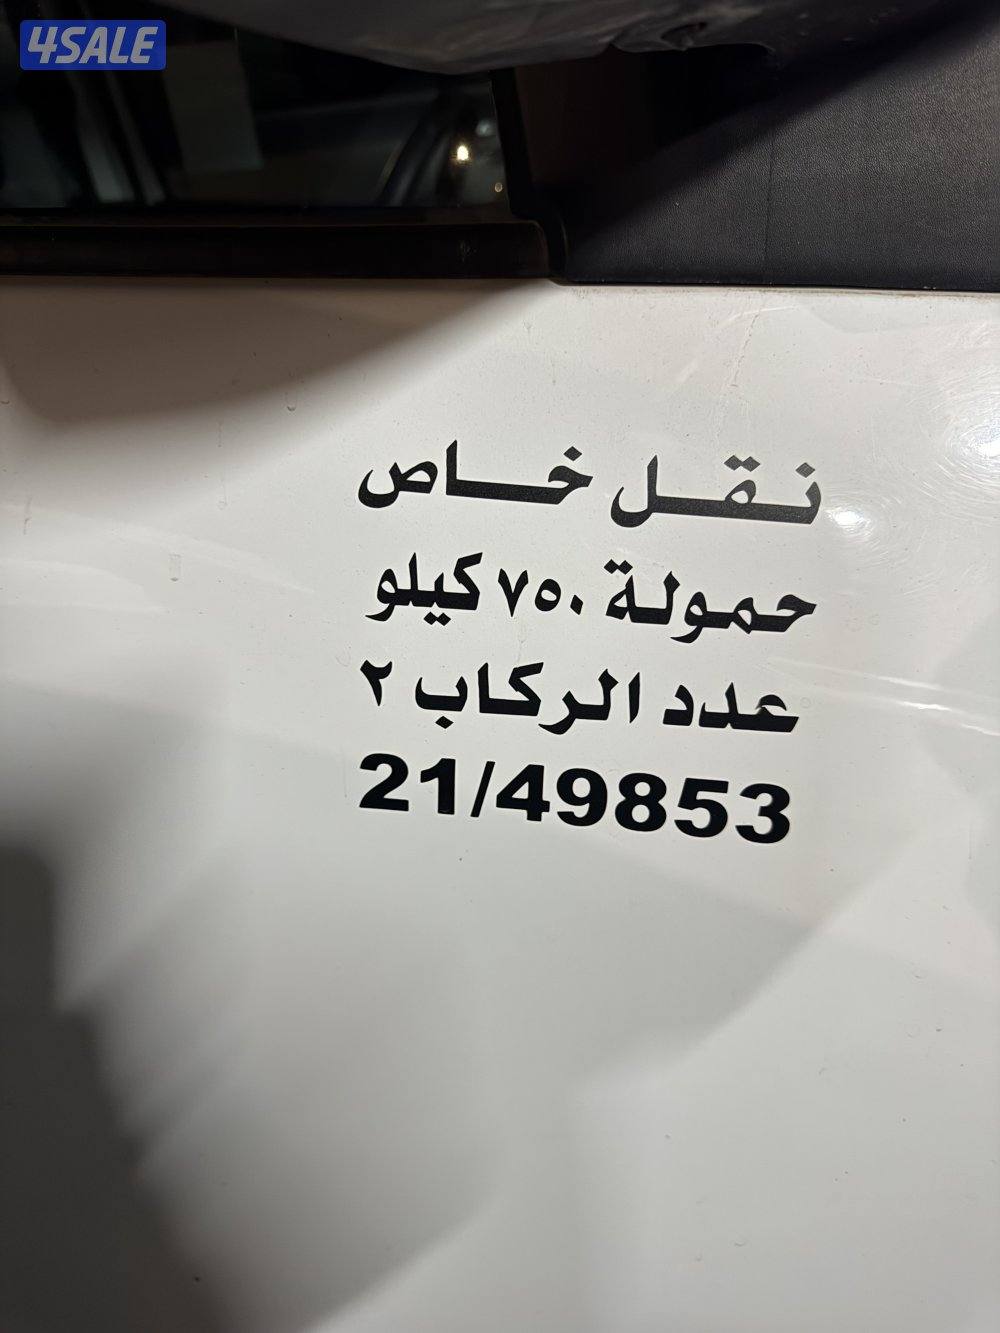 4SALE
نقل خاص
حمولة ٧٥٠ كيلو
عدد الركاب ٢
21/49853